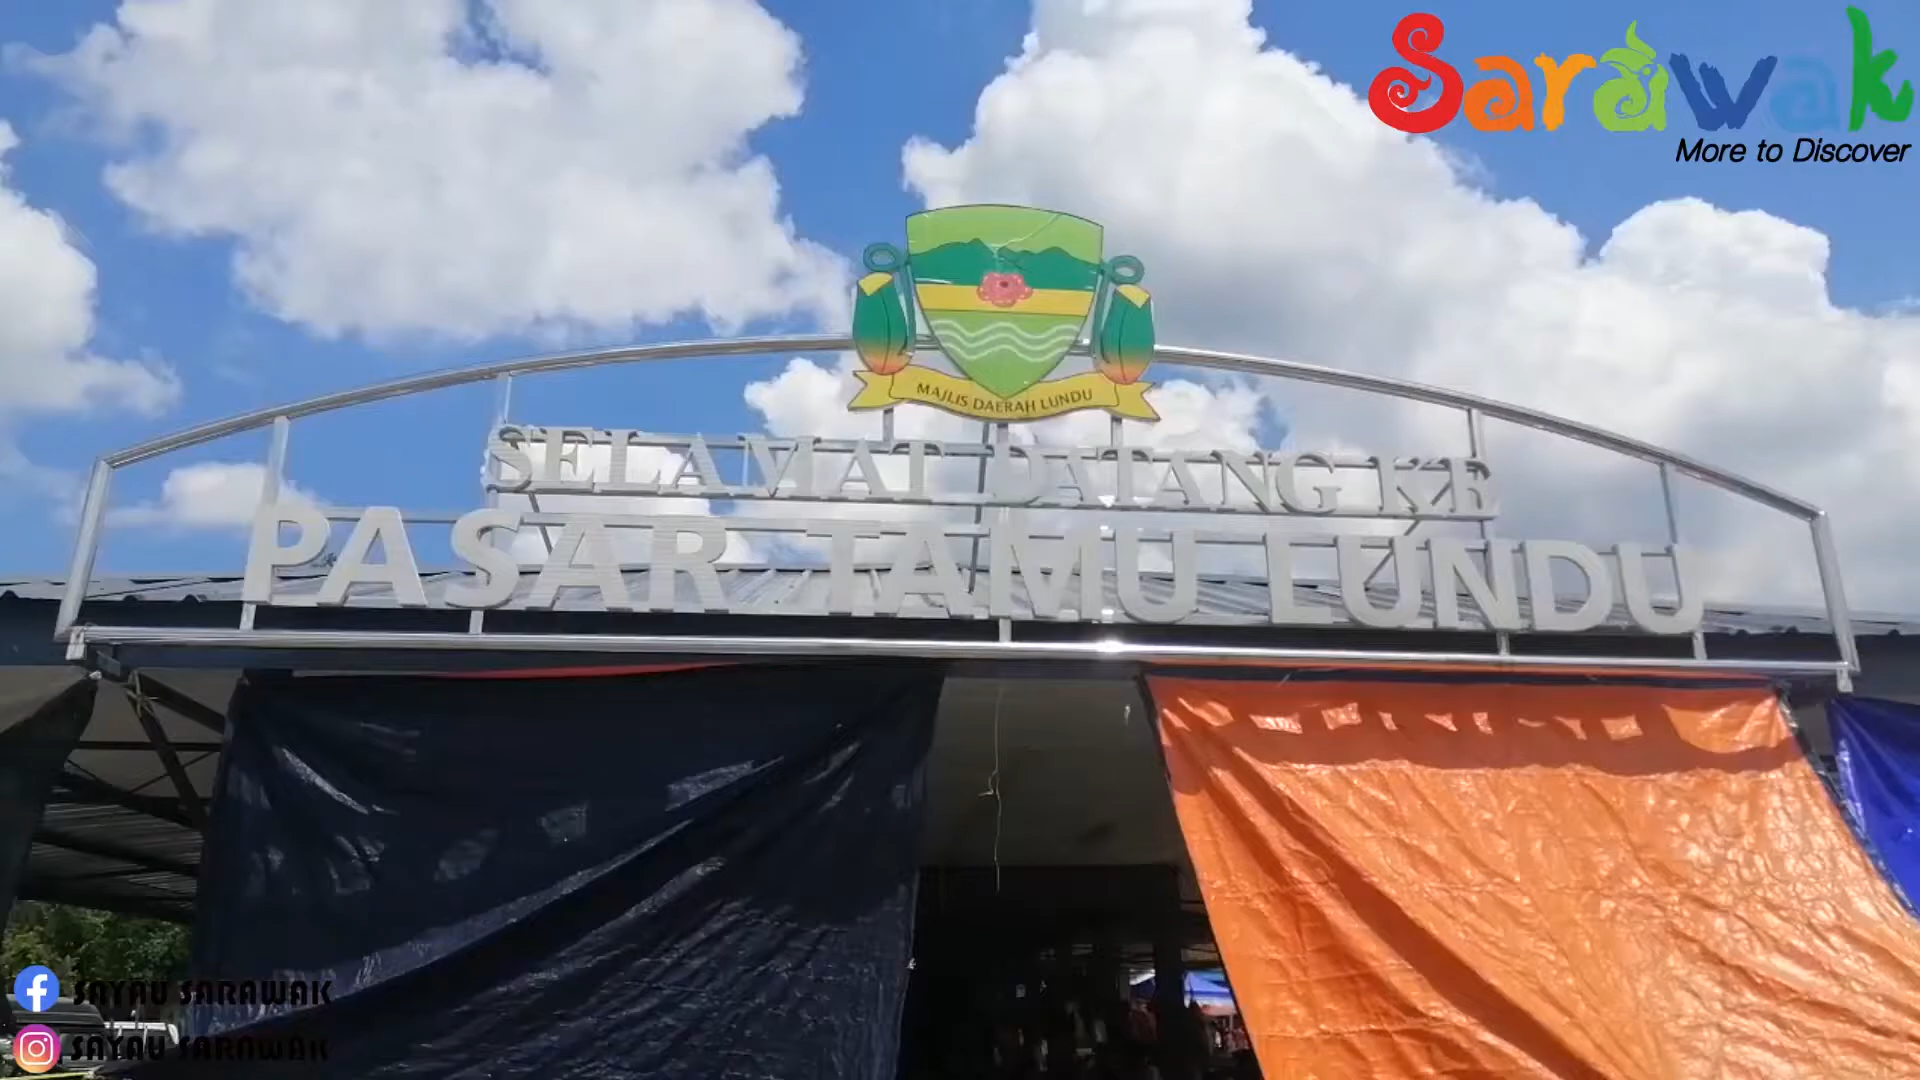 Sarawak
More to Discover
MAJLIS DAERAH LUNDU
SELAMAT DATANG KE
PASAR TAMU LUNDU
SAYAU SARAWAK
SAYAU SARAWAK